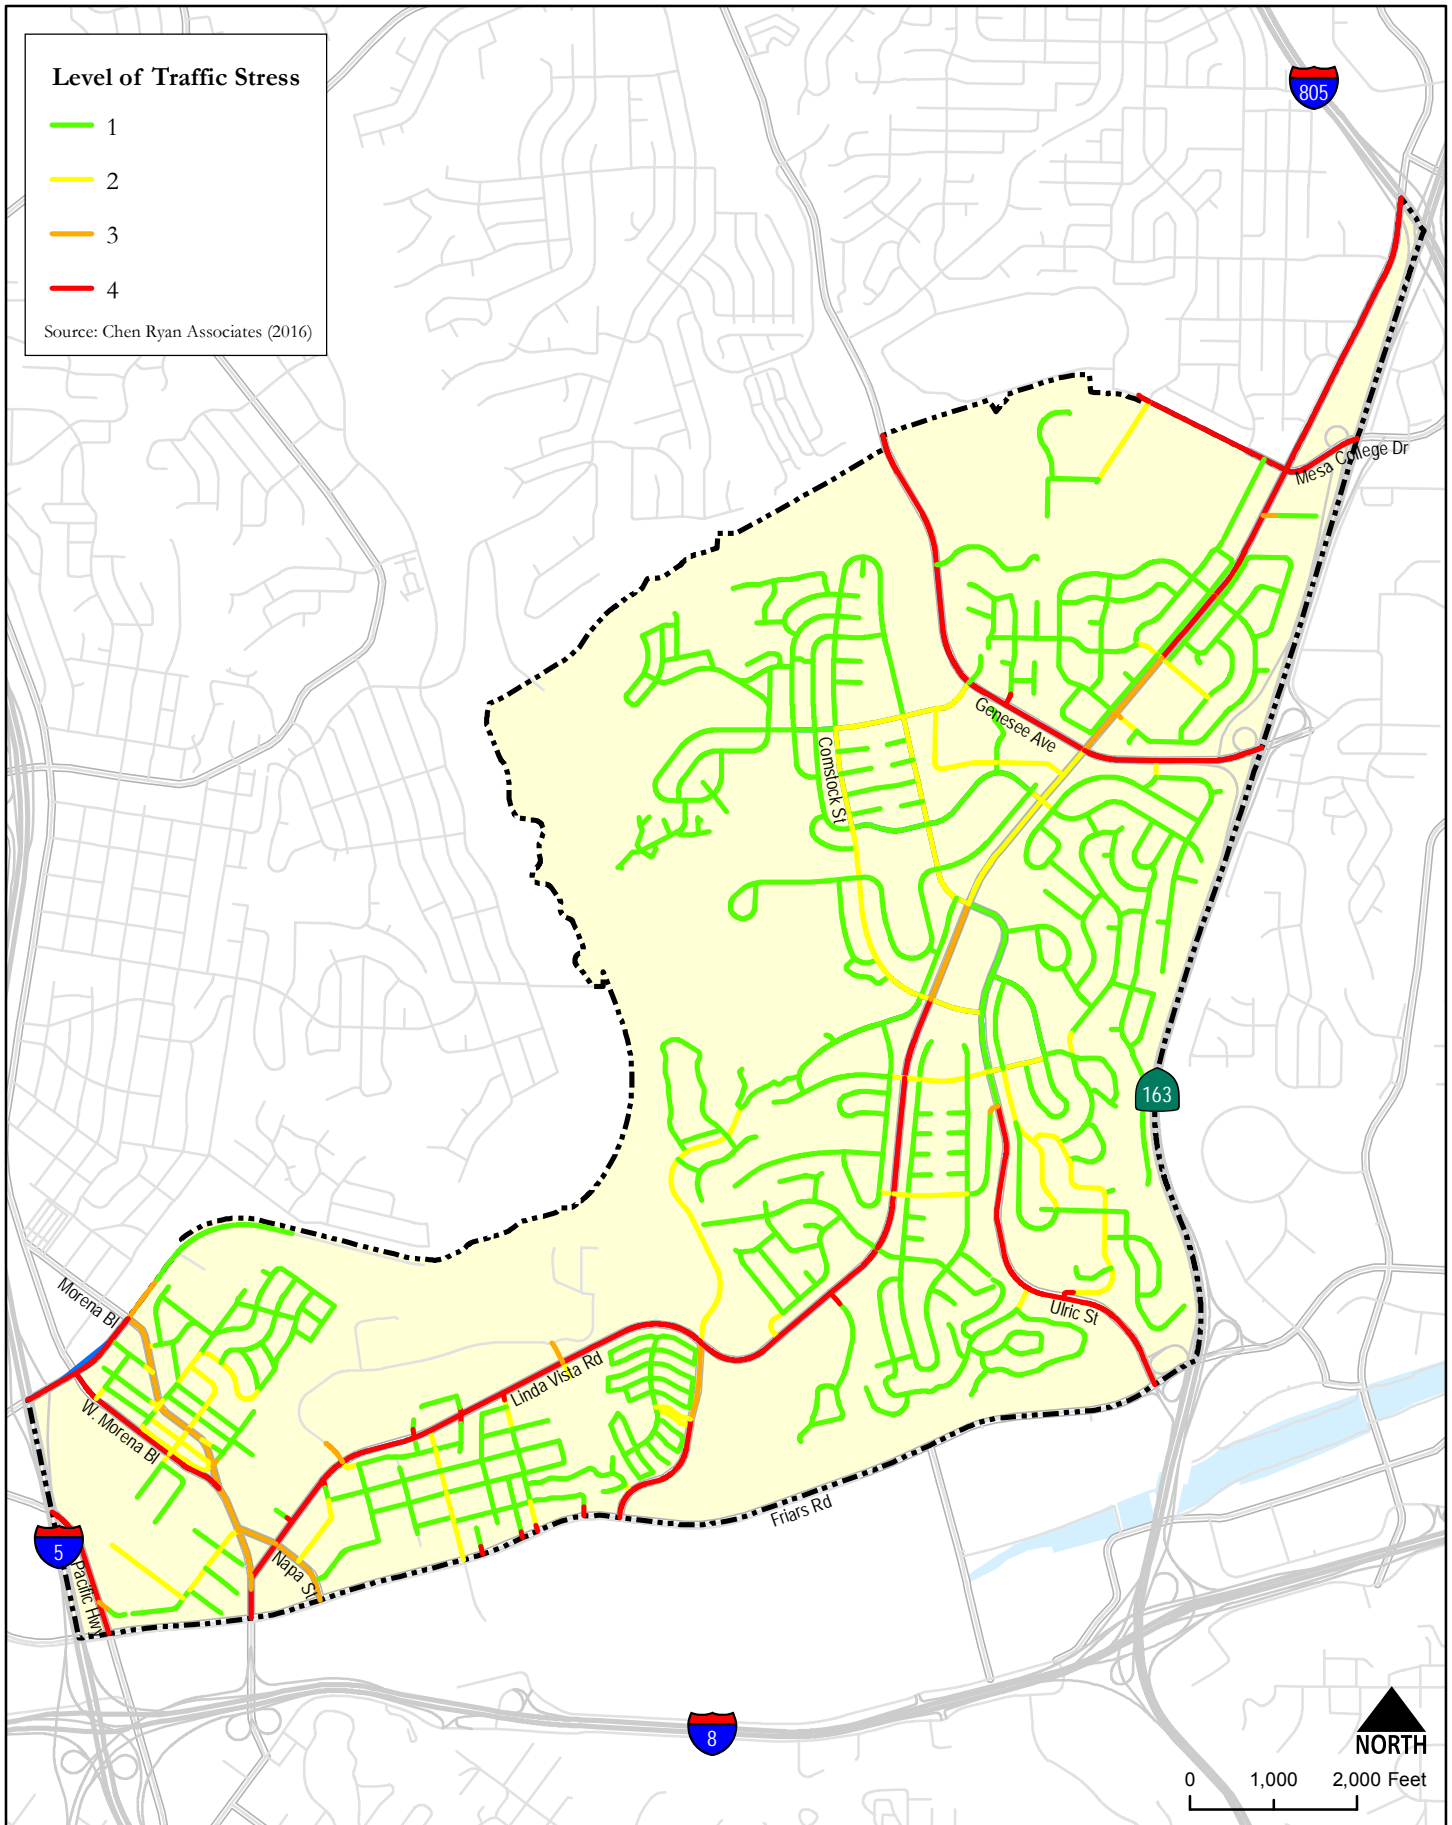 Level of Traffic Stress
1
2
3
4
Source: Chen Ryan Associates (2016)
805
Mesa College Dr
Genesee Ave
Comstock St
163
Ulric St
Morena Bl
Linda Vista Rd
W. Morena Bl
Friars Rd
5
Napa St
Pacific Hwy
8
NORTH
0 1,000 2,000 Feet